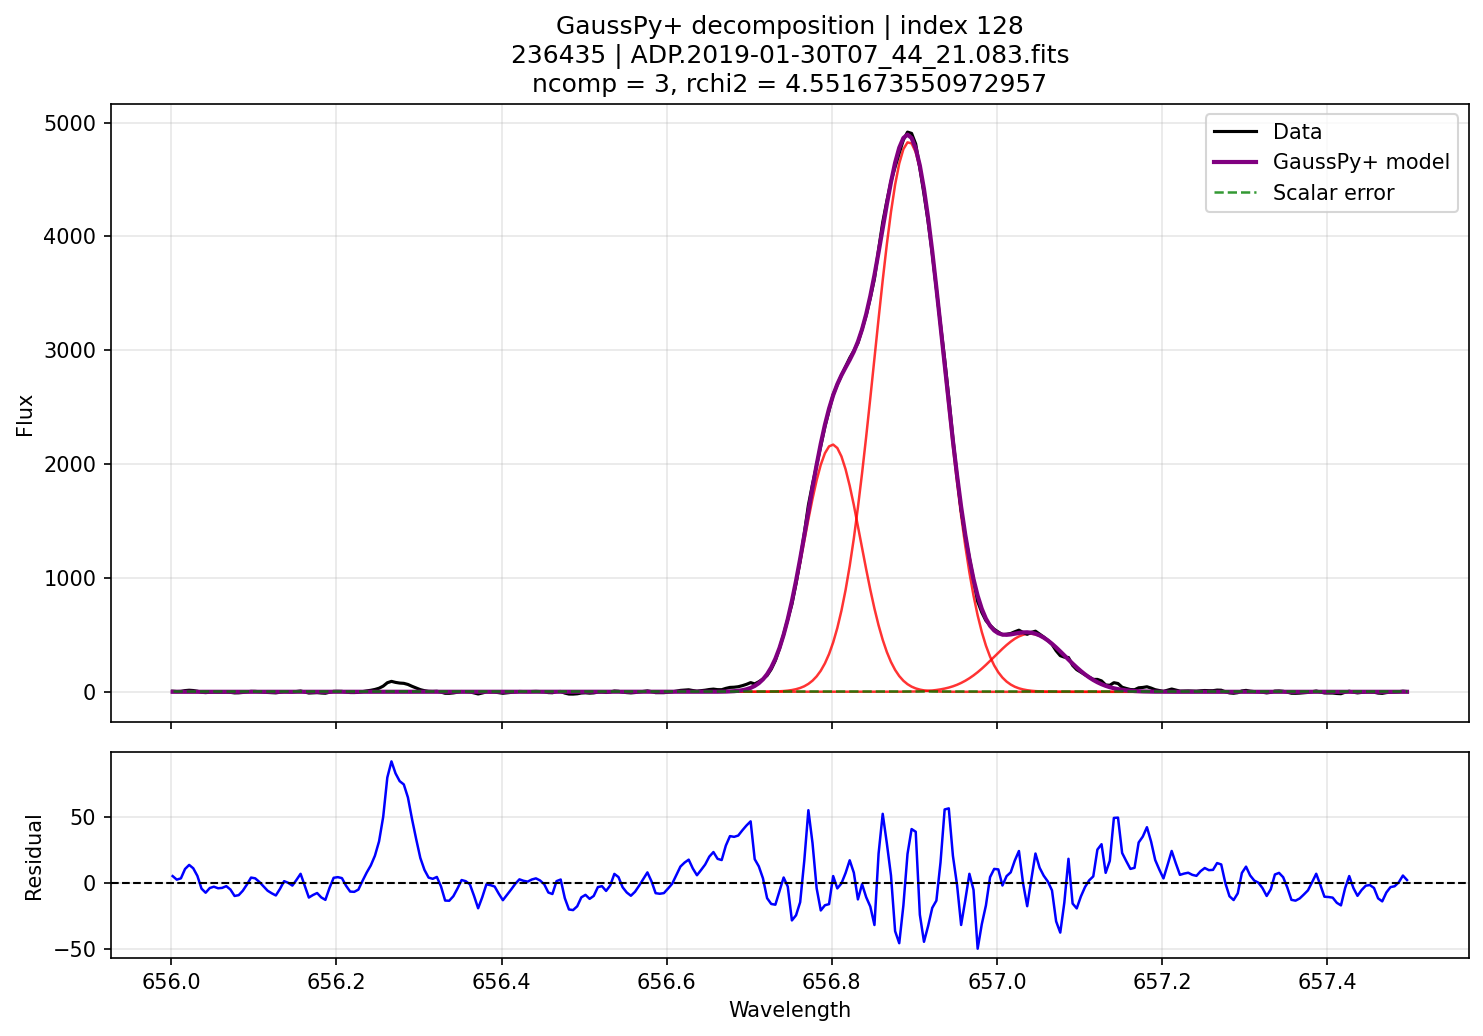 GaussPy+ decomposition | index 128
236435 | ADP.2019-01-30T07_44_21.083.fits
ncomp = 3, rchi2 = 4.551673550972957
Data
GaussPy+ model
Scalar error
5000
4000
3000
2000
1000
0
Flux
50
0
−50
Residual
656.0
656.2
656.4
656.6
656.8
657.0
657.2
657.4
Wavelength